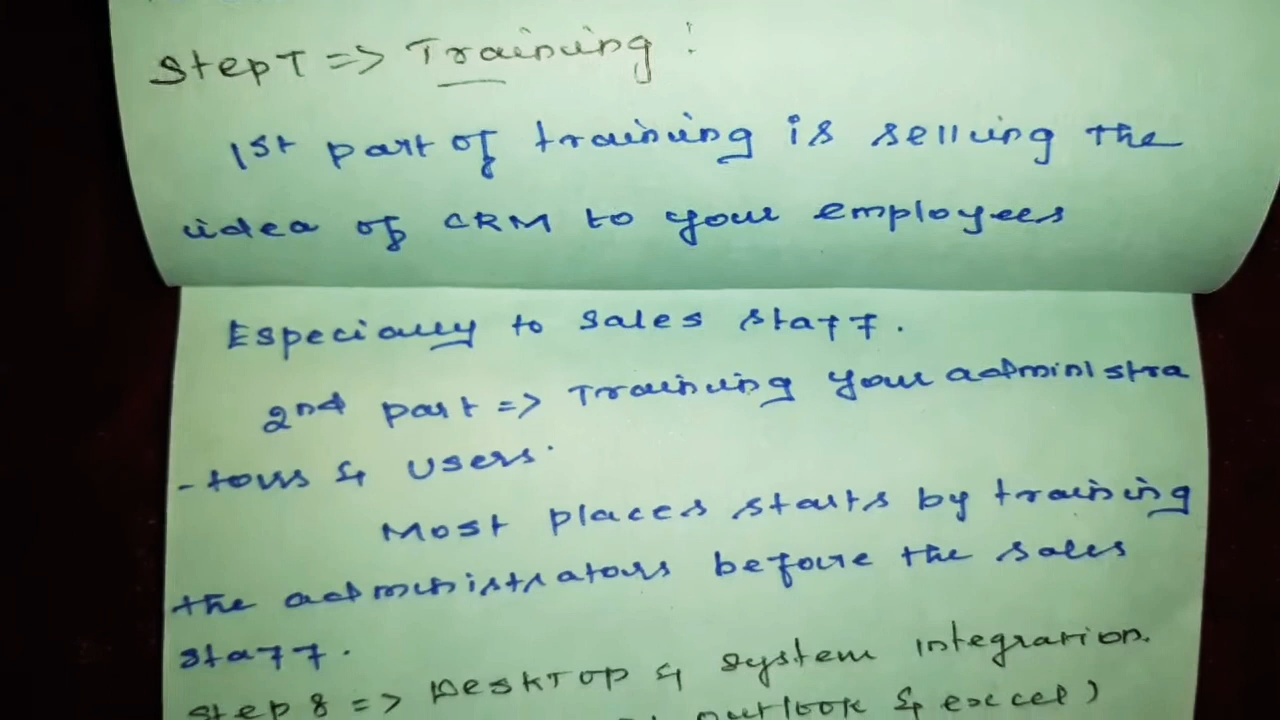 Step 7 => Training :
1st part of training is selling the
idea of CRM to your employees
Especially to sales staff.
2nd part => Training your administra
-tors & users.
Most places starts by training
the administrators before the sales
staff.
Step 8 => Desktop & system integration.
outlook & excel)